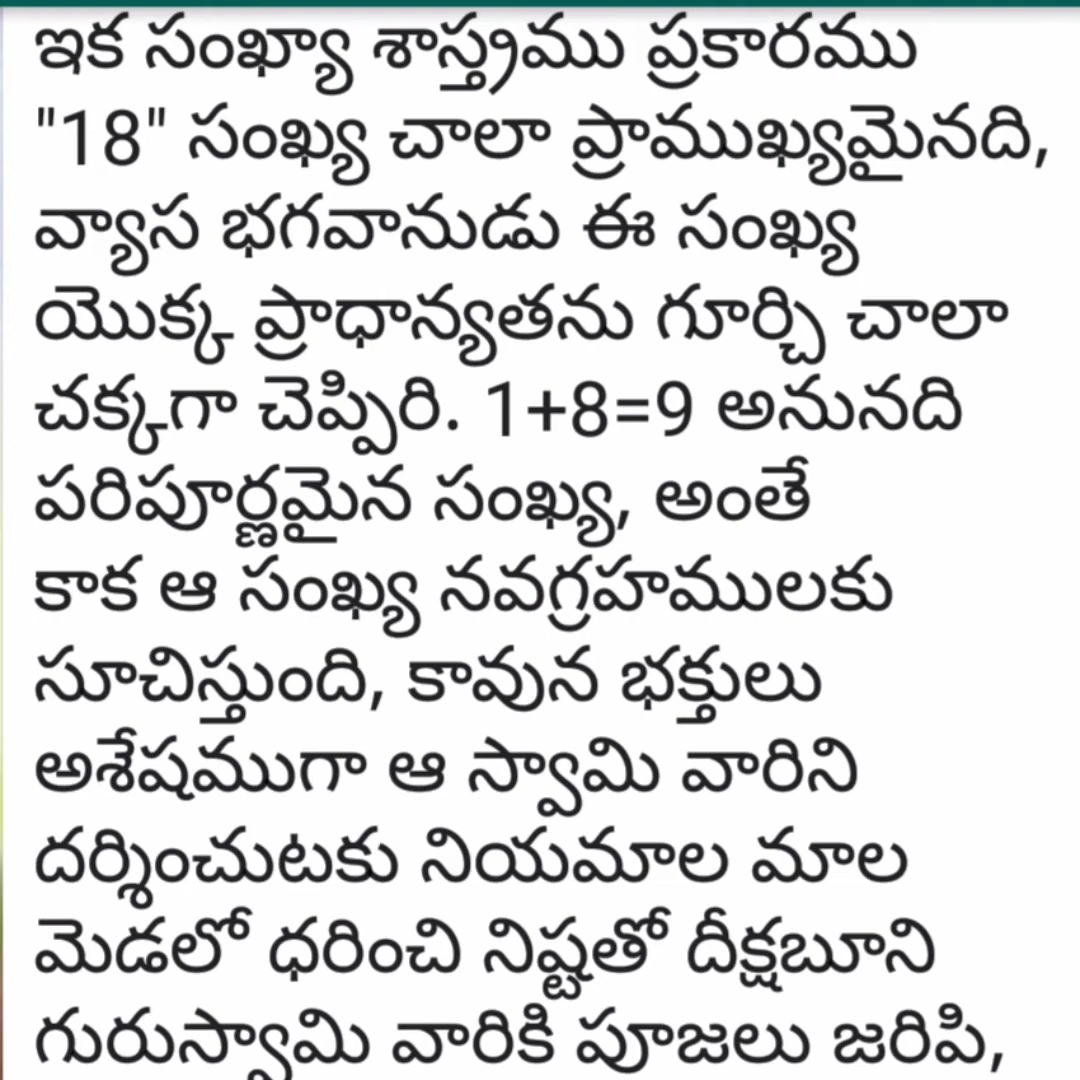 ఇక సంఖ్యా శాస్త్రము ప్రకారము
"18" సంఖ్య చాలా ప్రాముఖ్యమైనది,
వ్యాస భగవానుడు ఈ సంఖ్య
యొక్క ప్రాధాన్యతను గూర్చి చాలా
చక్కగా చెప్పిరి. 1+8=9 అనునది
పరిపూర్ణమైన సంఖ్య, అంతే
కాక ఆ సంఖ్య నవగ్రహములకు
సూచిస్తుంది, కావున భక్తులు
అశేషముగా ఆ స్వామి వారిని
దర్శించుటకు నియమాల మాల
మెడలో ధరించి నిష్టతో దీక్షబూని
గురుస్వామి వారికి పూజలు జరిపి,